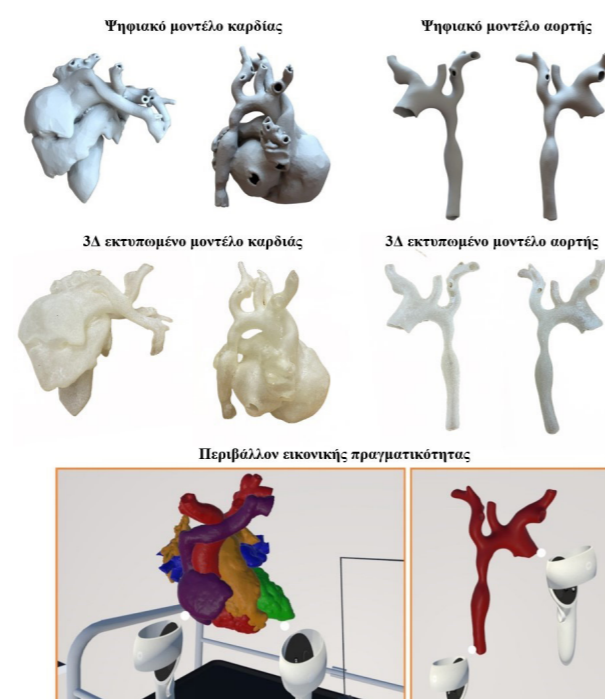 Ψηφιακό μοντέλο καρδίας
Ψηφιακό μοντέλο αορτής
3Δ εκτυπωμένο μοντέλο καρδιάς
3Δ εκτυπωμένο μοντέλο αορτής
Περιβάλλον εικονικής πραγματικότητας